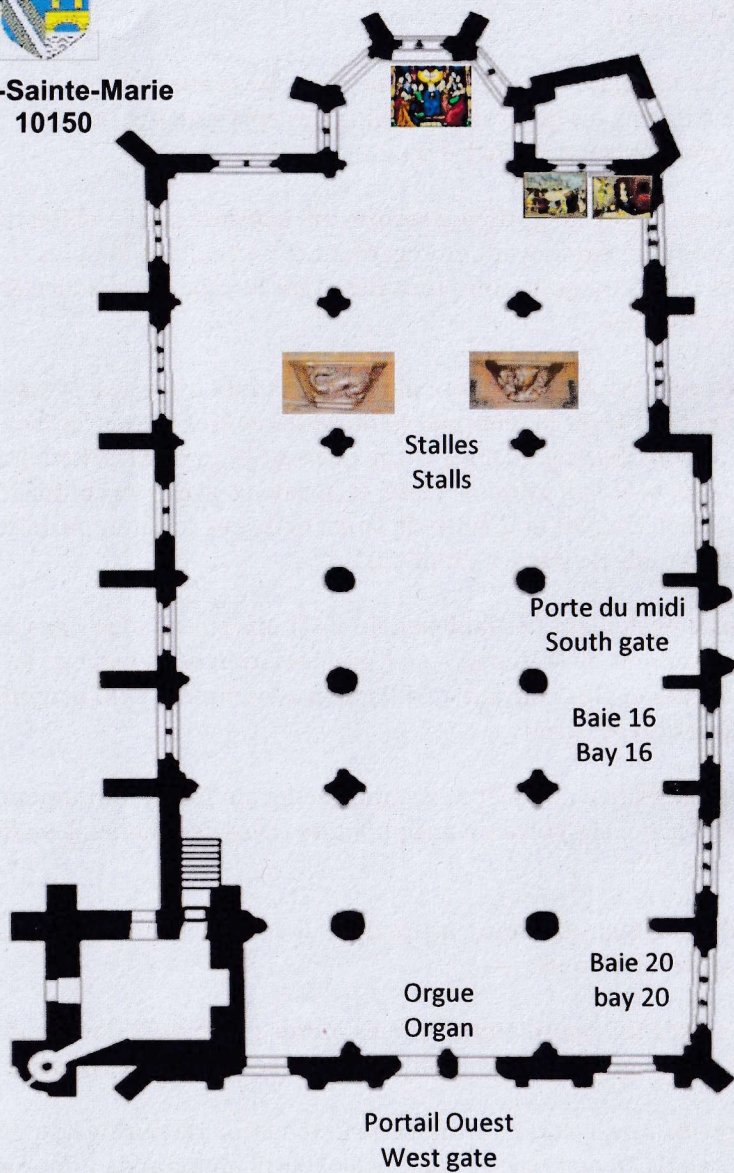 -Sainte-Marie
10150
Stalles
Stalls
Porte du midi
South gate
Baie 16
Bay 16
Baie 20
bay 20
Orgue
Organ
Portail Ouest
West gate